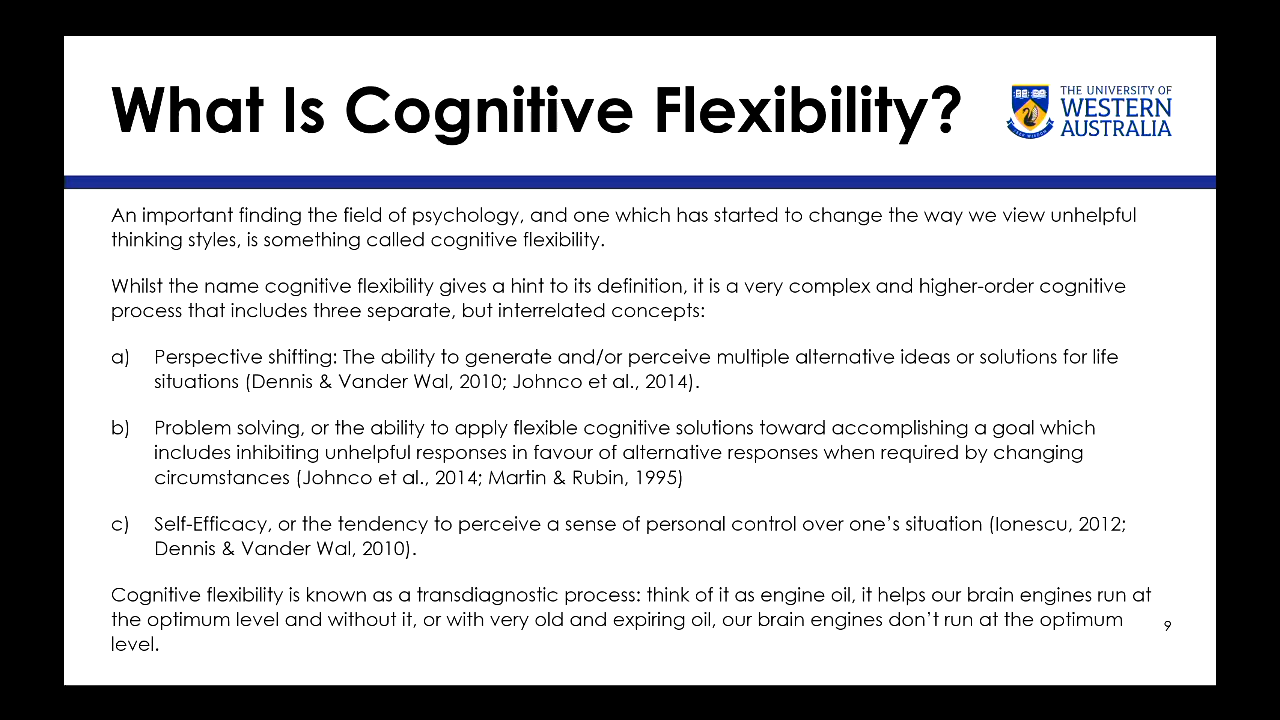 What Is Cognitive Flexibility?
THE UNIVERSITY OF
WESTERN
AUSTRALIA
An important finding the field of psychology, and one which has started to change the way we view unhelpful
thinking styles, is something called cognitive flexibility.
Whilst the name cognitive flexibility gives a hint to its definition, it is a very complex and higher-order cognitive
process that includes three separate, but interrelated concepts:
a) Perspective shifting: The ability to generate and/or perceive multiple alternative ideas or solutions for life
situations (Dennis & Vander Wal, 2010; Johnco et al., 2014).
b) Problem solving, or the ability to apply flexible cognitive solutions toward accomplishing a goal which
includes inhibiting unhelpful responses in favour of alternative responses when required by changing
circumstances (Johnco et al., 2014; Martin & Rubin, 1995)
c) Self-Efficacy, or the tendency to perceive a sense of personal control over one’s situation (Ionescu, 2012;
Dennis & Vander Wal, 2010).
Cognitive flexibility is known as a transdiagnostic process: think of it as engine oil, it helps our brain engines run at
the optimum level and without it, or with very old and expiring oil, our brain engines don’t run at the optimum
level.
9